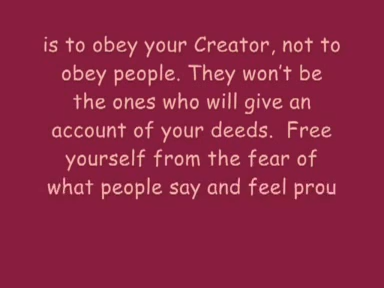 is to obey your Creator, not to
obey people. They won't be
the ones who will give an
account of your deeds.  Free
yourself from the fear of
what people say and feel prou